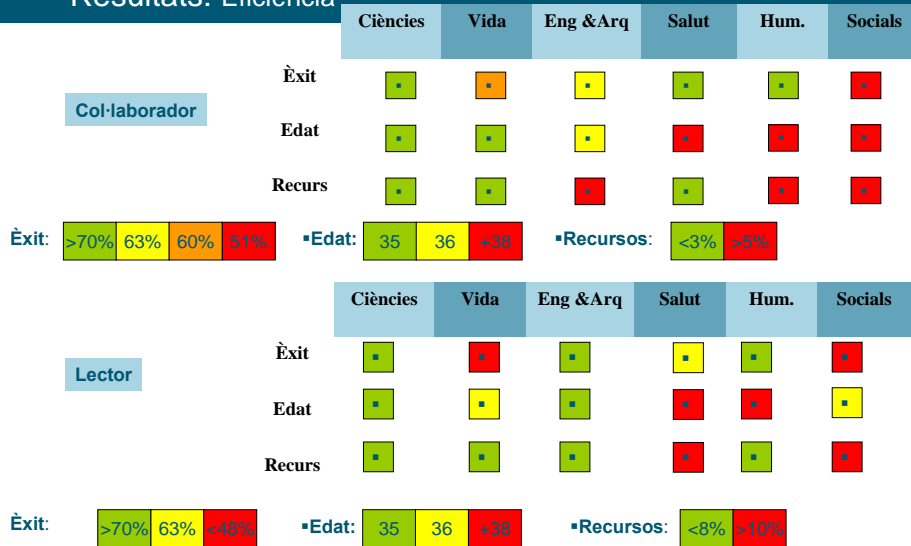 Resultats: Eficiència
Ciències Vida Eng &Arq Salut Hum. Socials
Èxit
Col·laborador
Edat
Recurs
Èxit: >70% 63% 60% 51% ▪Edat: 35 36 +38 ▪Recursos: <3% >5%
Ciències Vida Eng &Arq Salut Hum. Socials
Èxit
Lector
Edat
Recurs
Èxit: >70% 63% <48% ▪Edat: 35 36 +38 ▪Recursos: <8% >10%